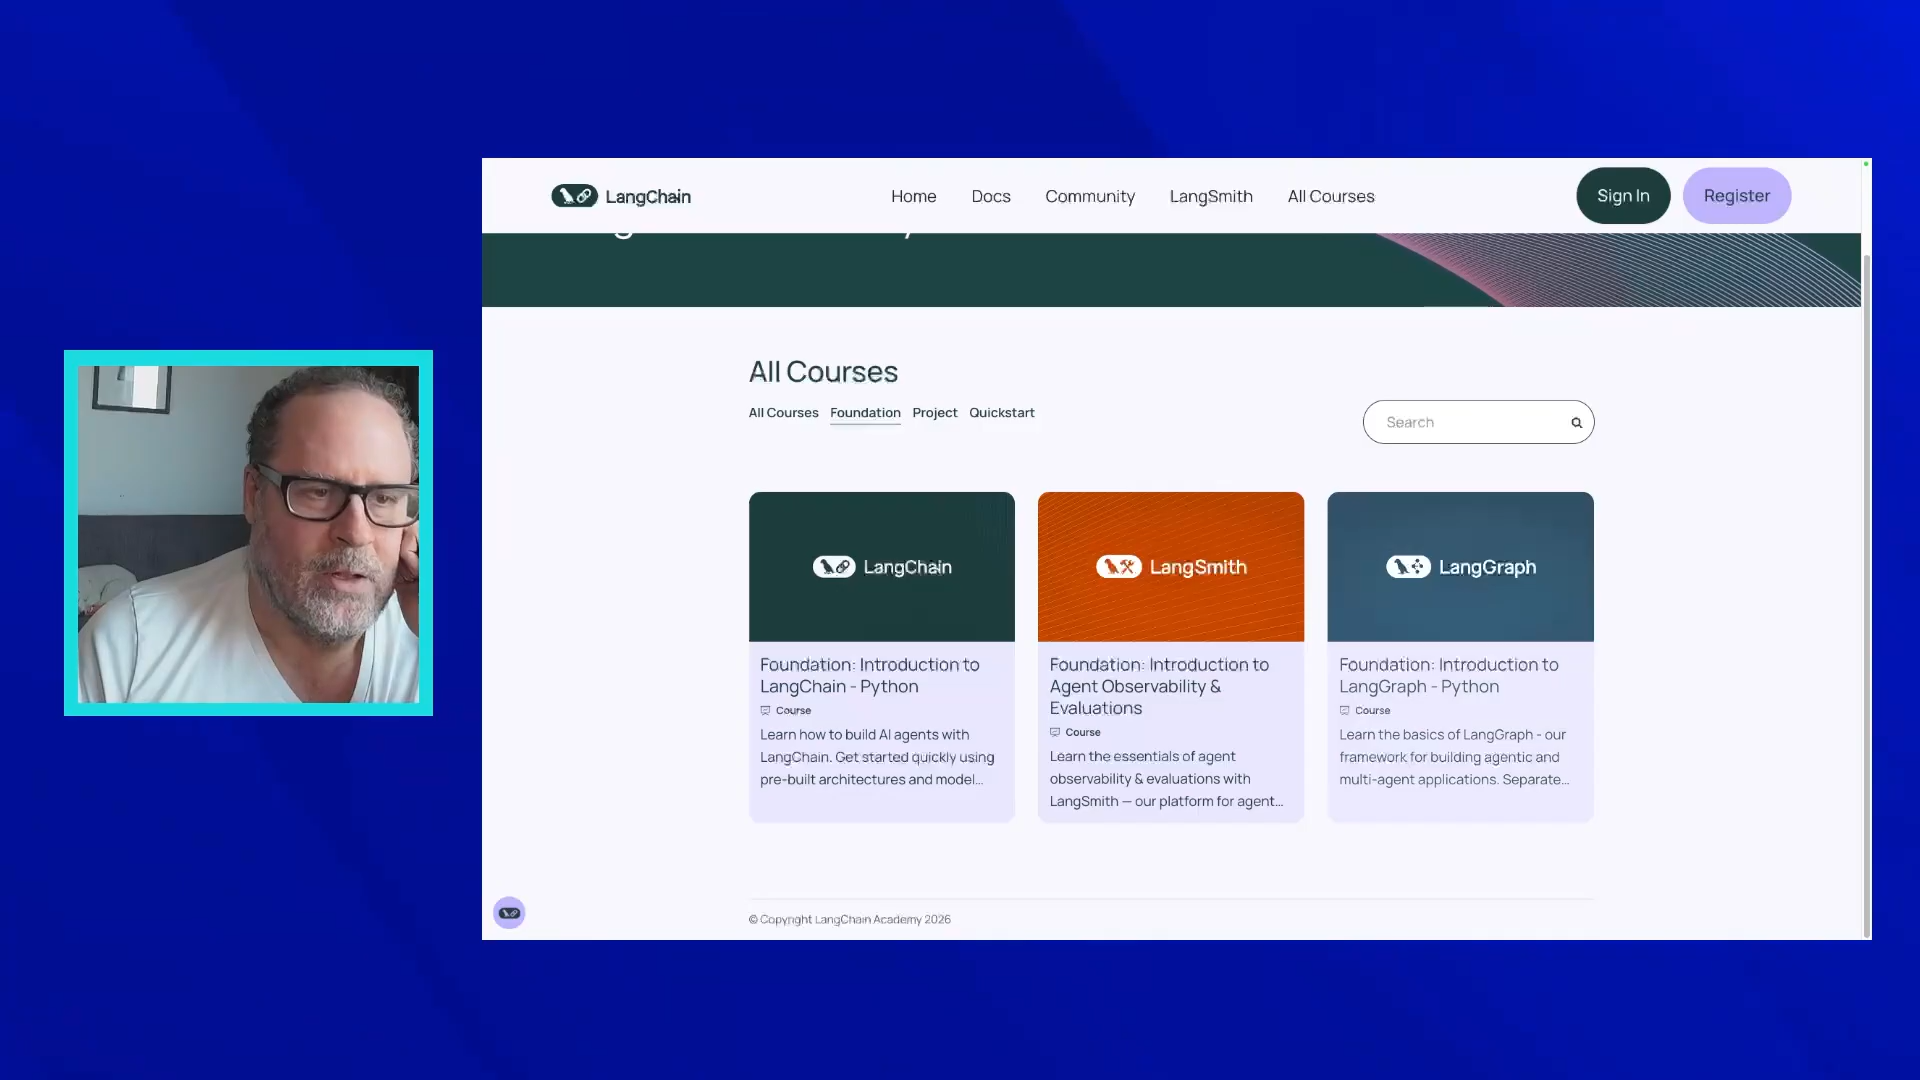 LangChain
Home
Docs
Community
LangSmith
All Courses
Sign In
Register
All Courses
All Courses
Foundation
Project
Quickstart
Search
LangChain
Foundation: Introduction to
LangChain - Python
Course
Learn how to build AI agents with
LangChain. Get started quickly using
pre-built architectures and model...
LangSmith
Foundation: Introduction to
Agent Observability &
Evaluations
Course
Learn the essentials of agent
observability & evaluations with
LangSmith — our platform for agent...
LangGraph
Foundation: Introduction to
LangGraph - Python
Course
Learn the basics of LangGraph - our
framework for building agentic and
multi-agent applications. Separate...
© Copyright LangChain Academy 2026